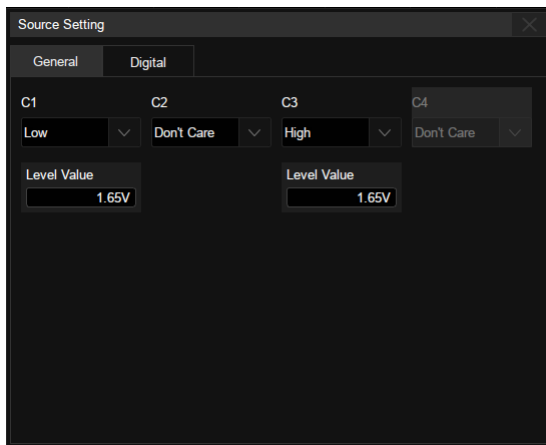 Source Setting
General Digital
C1 C2 C3 C4
Low Don't Care High Don't Care
Level Value Level Value
1.65V 1.65V